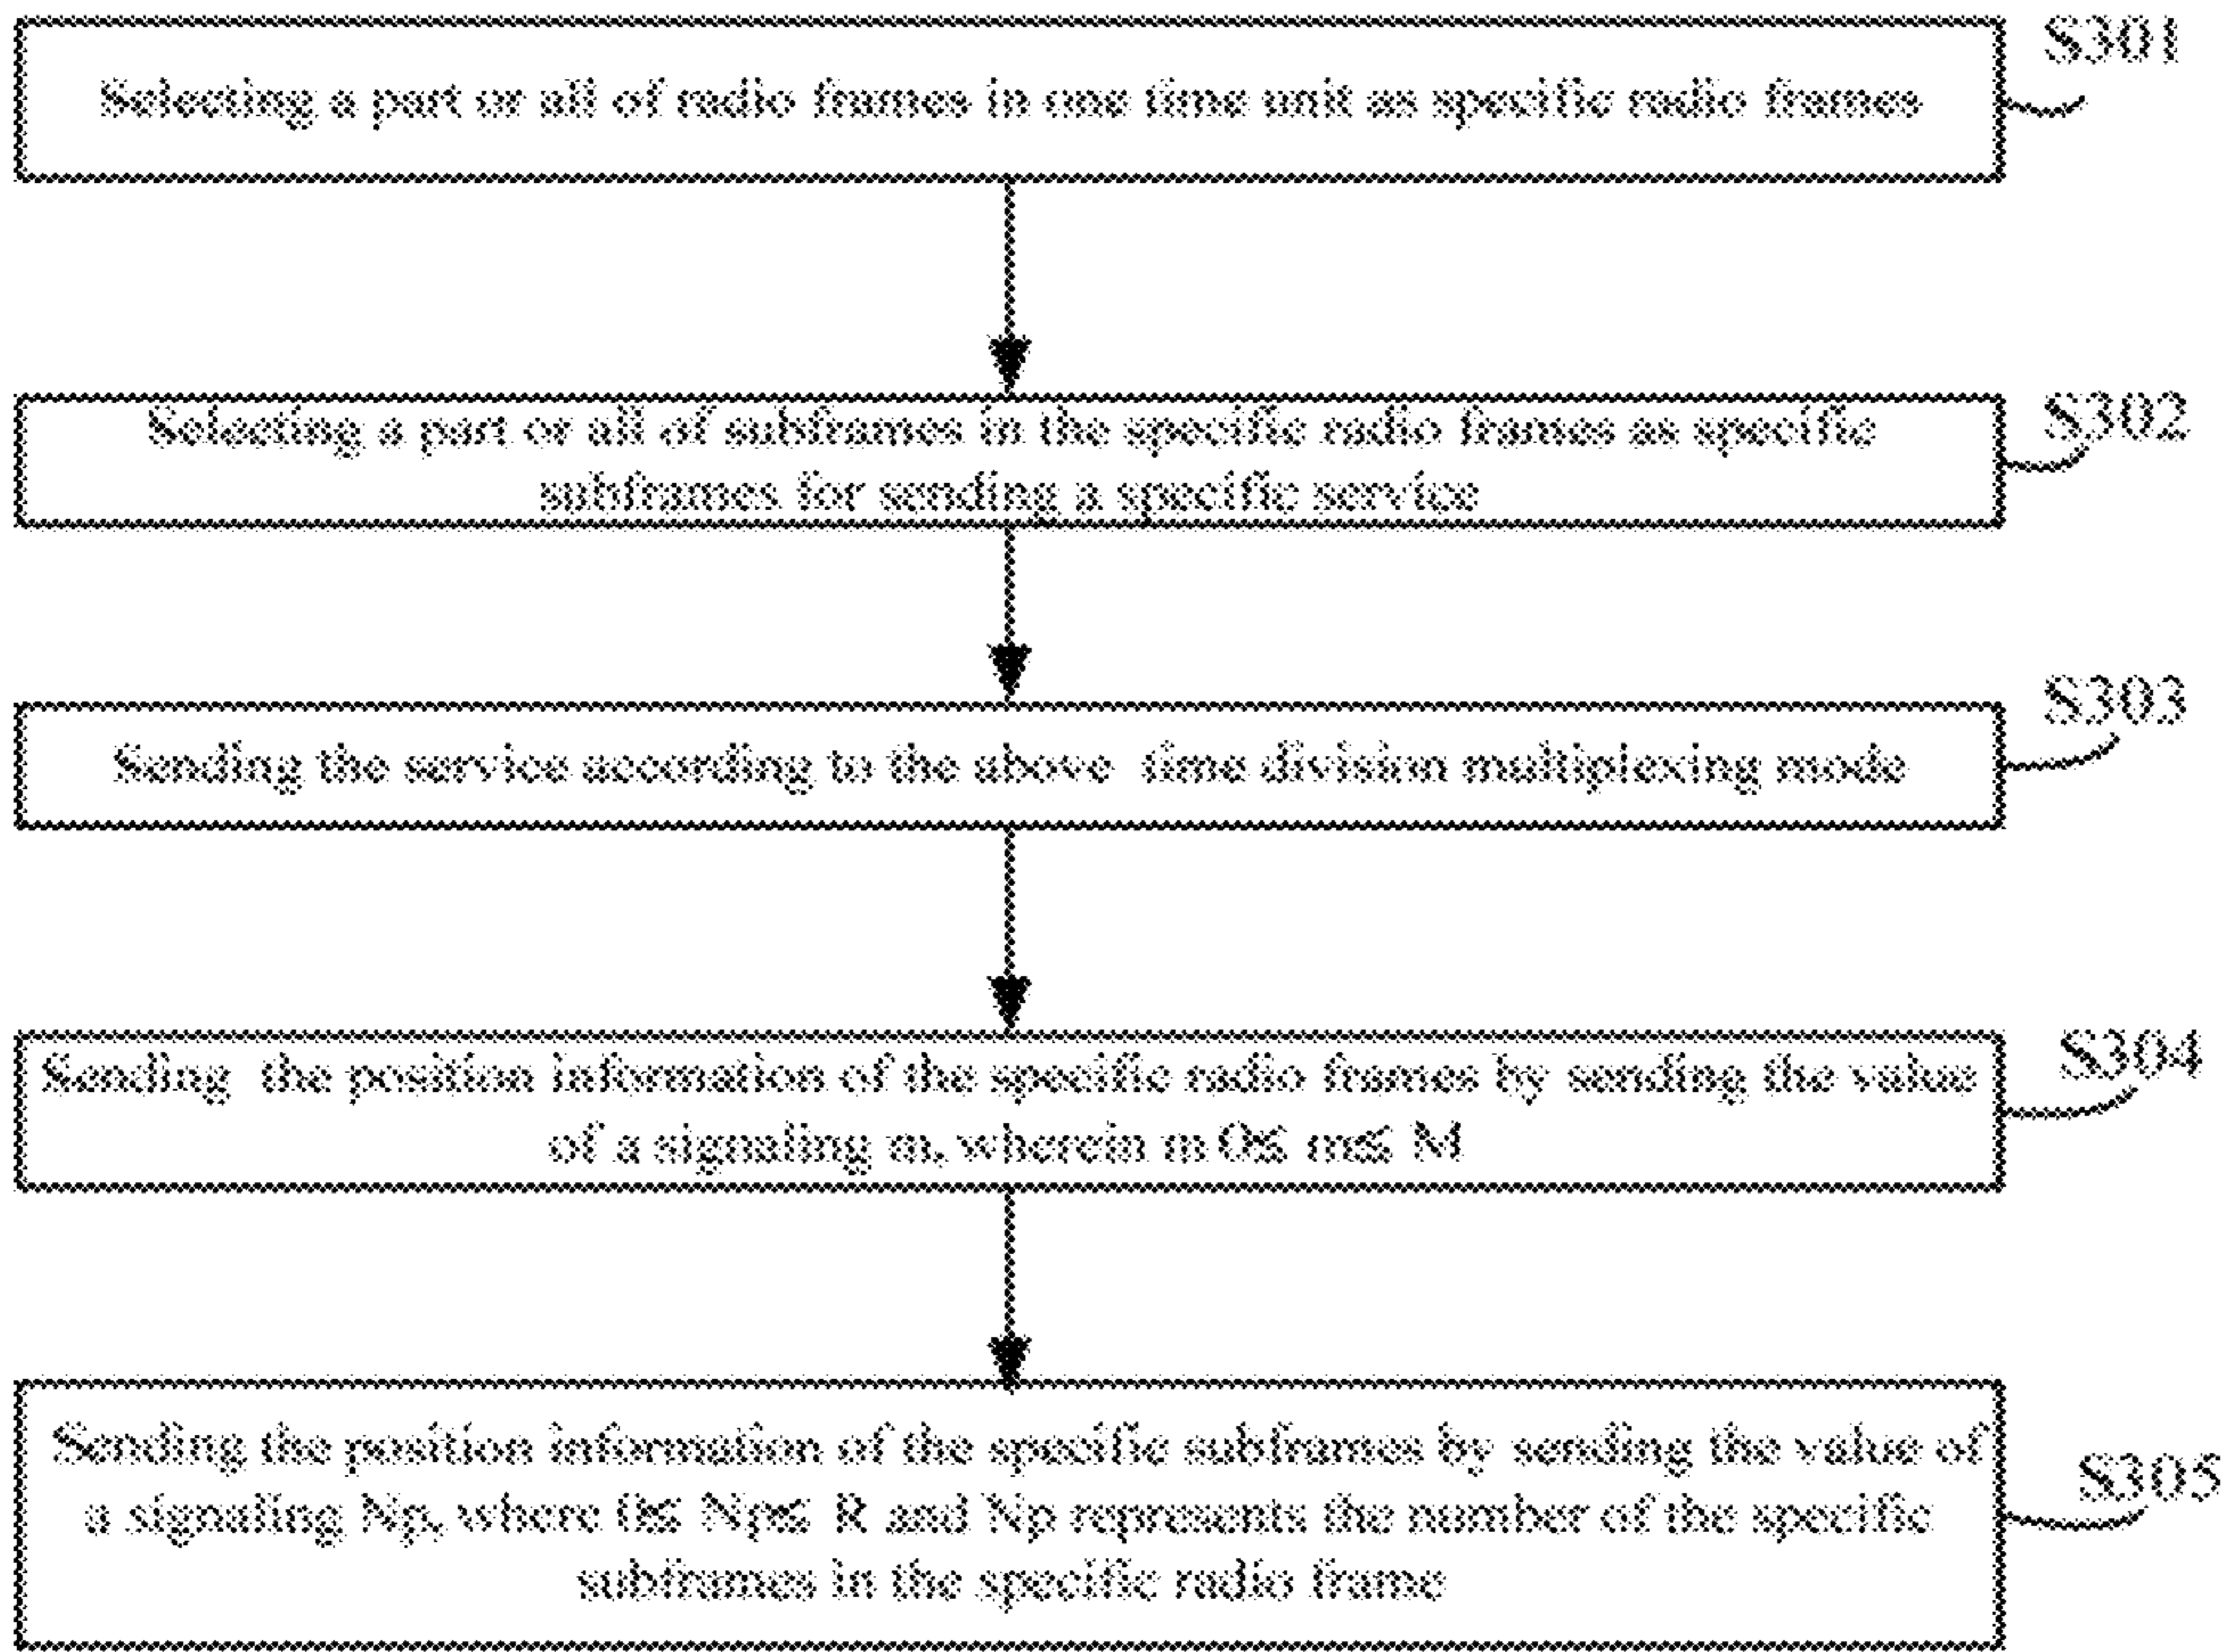 S301
Selecting a part or all of radio frames in one time unit as specific radio frames
S302
Selecting a part or all of subframes in the specific radio frames as specific
subframes for sending a specific service
S303
Sending the service according to the above time division multiplexing mode
S304
Sending the position information of the specific radio frames by sending the value
of a signaling m, wherein m 0≤ m≤ M
Sending the position information of the specific subframes by sending the value of
S305
a signaling Np, where 0≤ Np≤ R and Np represents the number of the specific
subframes in the specific radio frame